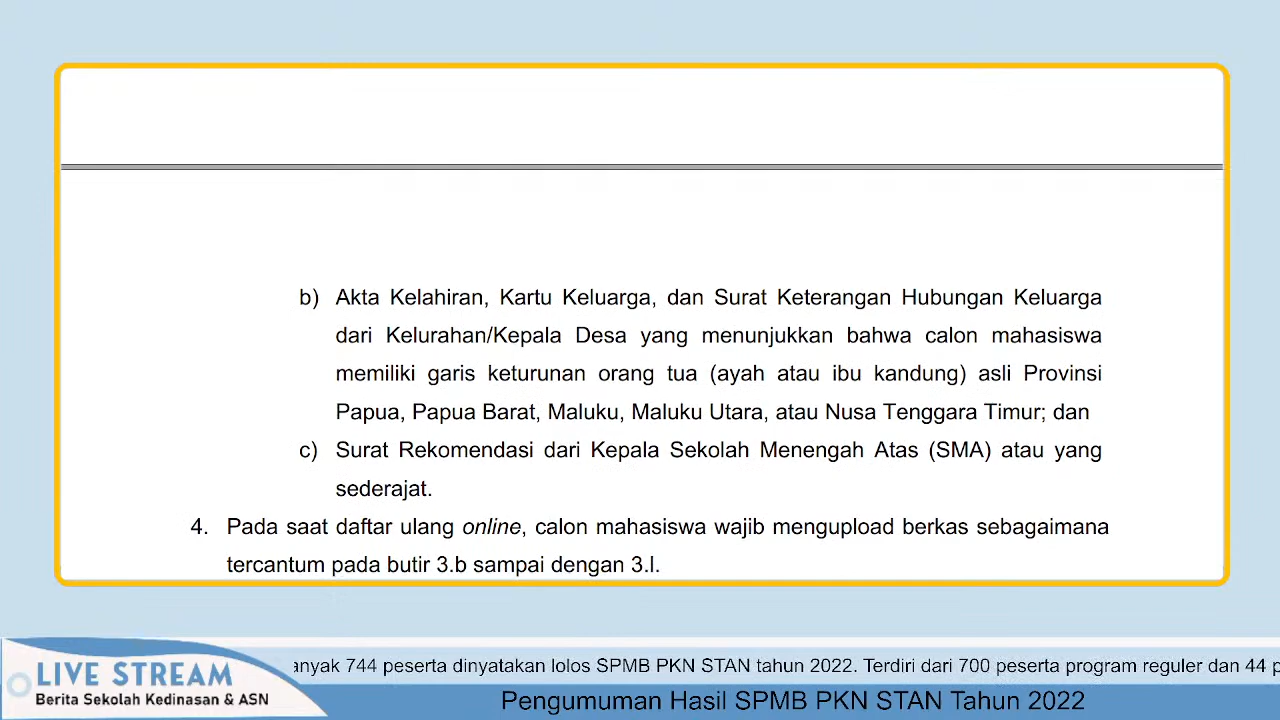 b) Akta Kelahiran, Kartu Keluarga, dan Surat Keterangan Hubungan Keluarga
dari Kelurahan/Kepala Desa yang menunjukkan bahwa calon mahasiswa
memiliki garis keturunan orang tua (ayah atau ibu kandung) asli Provinsi
Papua, Papua Barat, Maluku, Maluku Utara, atau Nusa Tenggara Timur; dan
c) Surat Rekomendasi dari Kepala Sekolah Menengah Atas (SMA) atau yang
sederajat.
4. Pada saat daftar ulang online, calon mahasiswa wajib mengupload berkas sebagaimana
tercantum pada butir 3.b sampai dengan 3.l.
LIVE STREAM
Berita Sekolah Kedinasan & ASN
744 peserta dinyatakan lolos SPMB PKN STAN tahun 2022. Terdiri dari 700 peserta program reguler dan 44
Pengumuman Hasil SPMB PKN STAN Tahun 2022